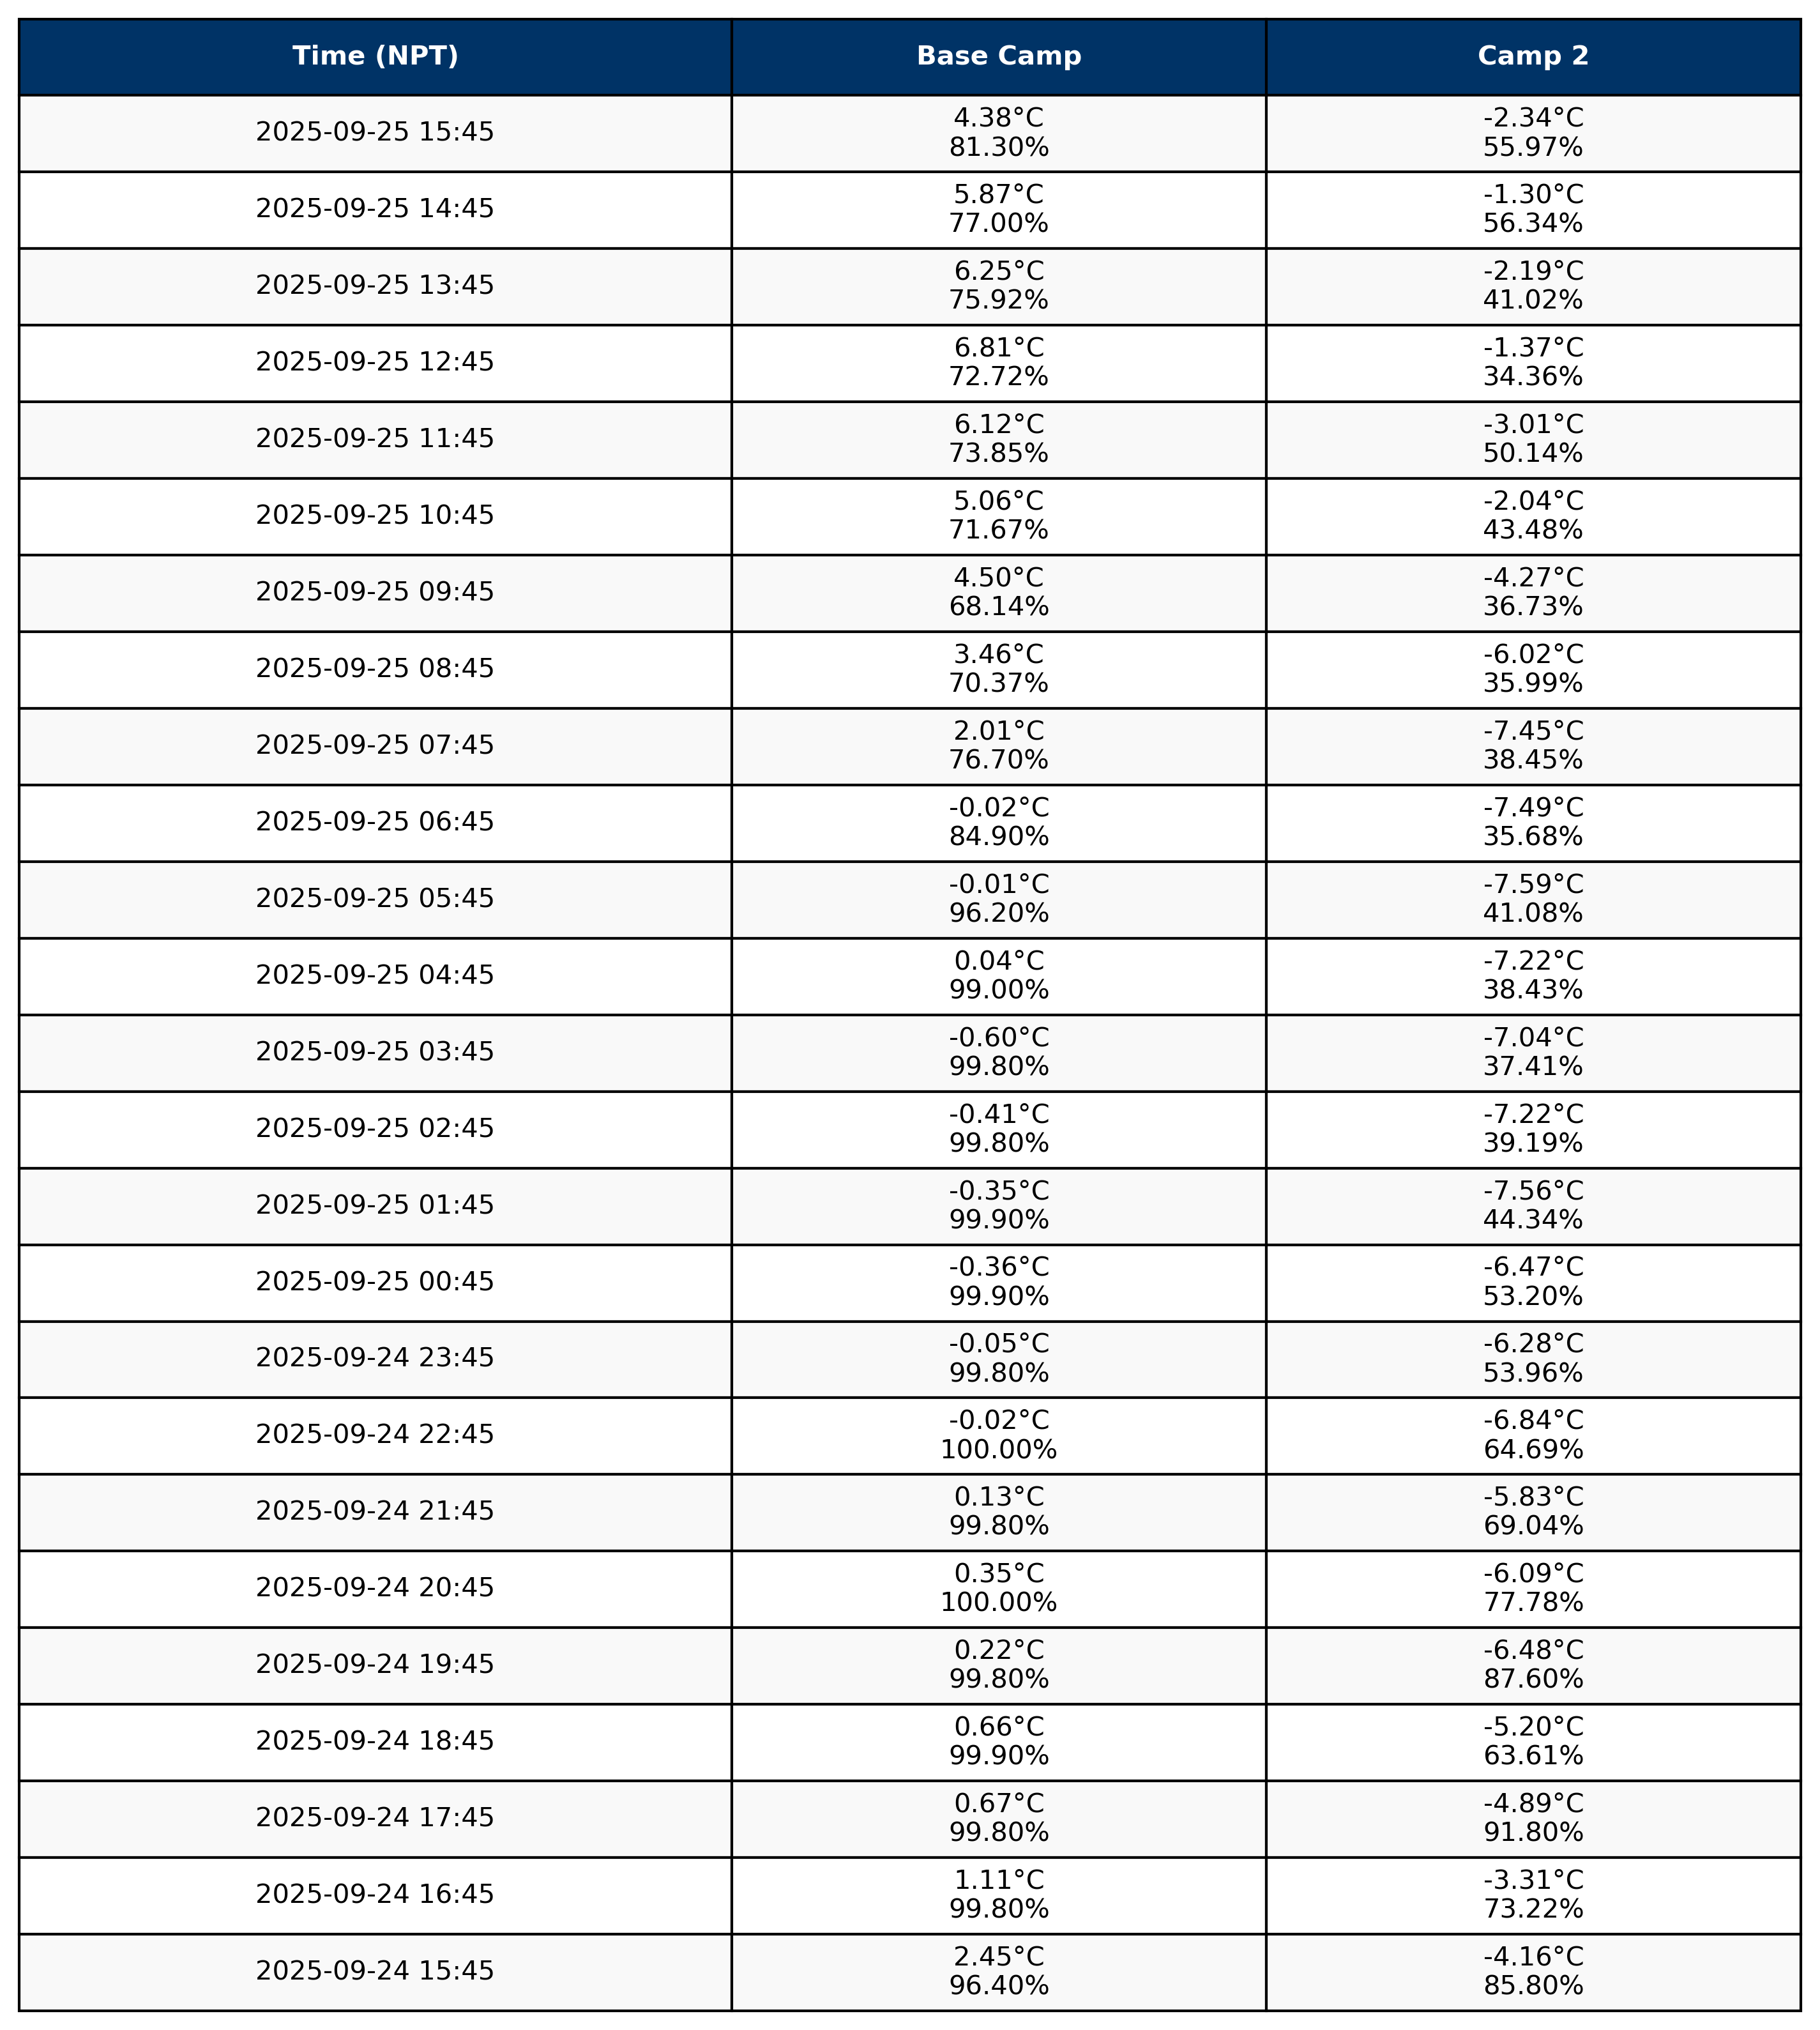 Time (NPT) Base Camp Camp 2
2025-09-25 15:45 4.38°C -2.34°C
81.30% 55.97%
2025-09-25 14:45 5.87°C -1.30°C
77.00% 56.34%
2025-09-25 13:45 6.25°C -2.19°C
75.92% 41.02%
2025-09-25 12:45 6.81°C -1.37°C
72.72% 34.36%
2025-09-25 11:45 6.12°C -3.01°C
73.85% 50.14%
2025-09-25 10:45 5.06°C -2.04°C
71.67% 43.48%
2025-09-25 09:45 4.50°C -4.27°C
68.14% 36.73%
2025-09-25 08:45 3.46°C -6.02°C
70.37% 35.99%
2025-09-25 07:45 2.01°C -7.45°C
76.70% 38.45%
2025-09-25 06:45 -0.02°C -7.49°C
84.90% 35.68%
2025-09-25 05:45 -0.01°C -7.59°C
96.20% 41.08%
2025-09-25 04:45 0.04°C -7.22°C
99.00% 38.43%
2025-09-25 03:45 -0.60°C -7.04°C
99.80% 37.41%
2025-09-25 02:45 -0.41°C -7.22°C
99.80% 39.19%
2025-09-25 01:45 -0.35°C -7.56°C
99.90% 44.34%
2025-09-25 00:45 -0.36°C -6.47°C
99.90% 53.20%
2025-09-24 23:45 -0.05°C -6.28°C
99.80% 53.96%
2025-09-24 22:45 -0.02°C -6.84°C
100.00% 64.69%
2025-09-24 21:45 0.13°C -5.83°C
99.80% 69.04%
2025-09-24 20:45 0.35°C -6.09°C
100.00% 77.78%
2025-09-24 19:45 0.22°C -6.48°C
99.80% 87.60%
2025-09-24 18:45 0.66°C -5.20°C
99.90% 63.61%
2025-09-24 17:45 0.67°C -4.89°C
99.80% 91.80%
2025-09-24 16:45 1.11°C -3.31°C
99.80% 73.22%
2025-09-24 15:45 2.45°C -4.16°C
96.40% 85.80%